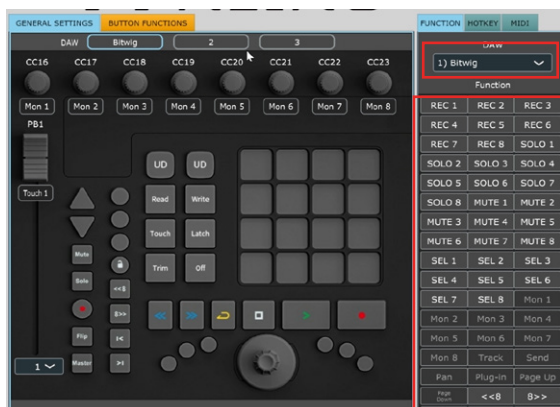 GENERAL SETTINGS BUTTON FUNCTIONS
DAW Bitwig 2 3
CC16 CC17 CC18 CC19 CC20 CC21 CC22 CC23
Mon 1 Mon 2 Mon 3 Mon 4 Mon 5 Mon 6 Mon 7 Mon 8
PB1
UD UD
Touch 1
Read Write
Touch Latch
Mute
Trim Off
Solo
<<8
8>>
<< >>
Flip I<
1 Master >I
FUNCTION HOTKEY MIDI
DAW
1) Bitwig
Function
REC 1 REC 2 REC 3
REC 4 REC 5 REC 6
REC 7 REC 8 SOLO 1
SOLO 2 SOLO 3 SOLO 4
SOLO 5 SOLO 6 SOLO 7
SOLO 8 MUTE 1 MUTE 2
MUTE 3 MUTE 4 MUTE 5
MUTE 6 MUTE 7 MUTE 8
SEL 1 SEL 2 SEL 3
SEL 4 SEL 5 SEL 6
SEL 7 SEL 8 Mon 1
Mon 2 Mon 3 Mon 4
Mon 5 Mon 6 Mon 7
Mon 8 Track Send
Pan Plug-in Page Up
Page Down <<8 8>>